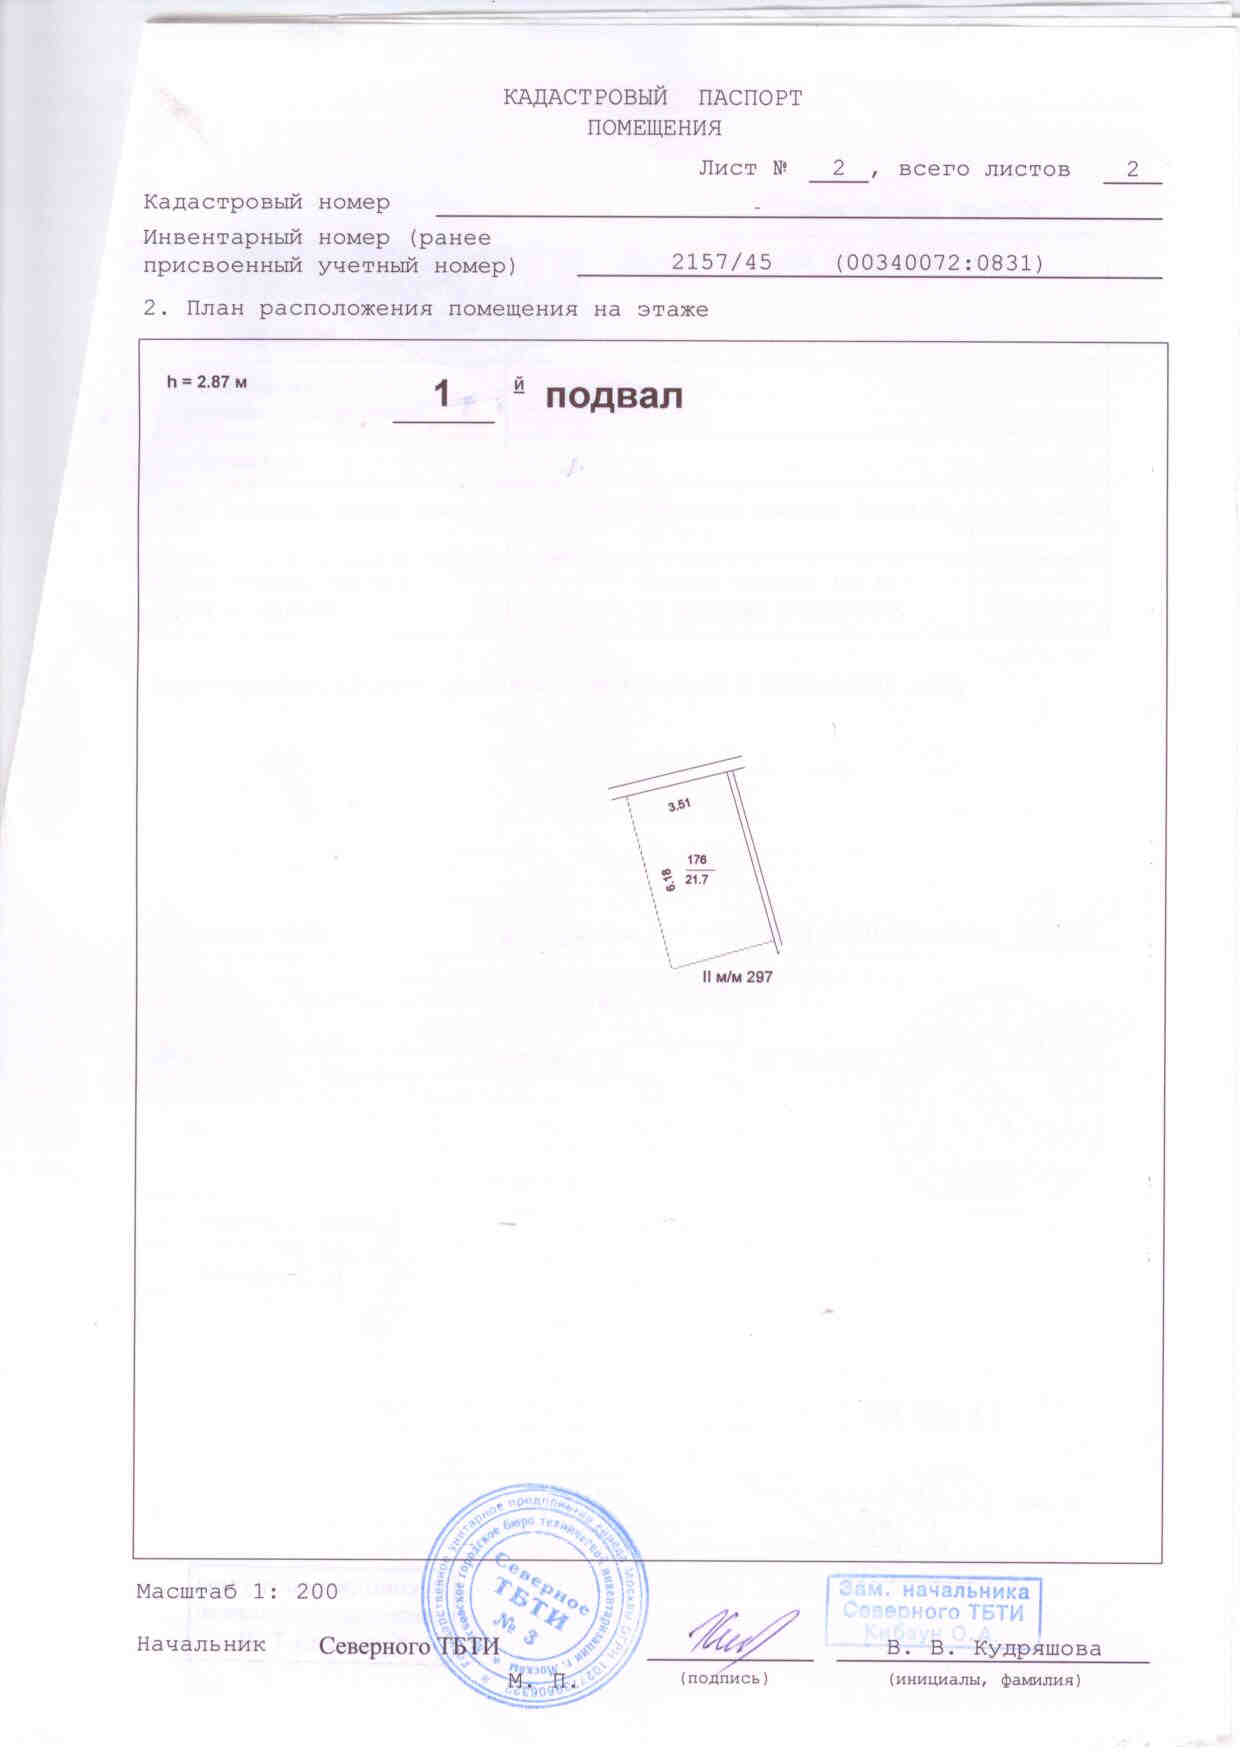 КАДАСТРОВЫЙ ПАСПОРТ
ПОМЕЩЕНИЯ
Лист № 2 , всего листов 2
Кадастровый номер -
Инвентарный номер (ранее
присвоенный учетный номер) 2157/45 (00340072:0831)
2. План расположения помещения на этаже
h = 2.87 м
1 й подвал
3.51
6.18
176
21.7
II м/м 297
Масштаб 1: 200
Северное
ТБТИ
№ 3
Зам. начальника
Северного ТБТИ
Кибаун О.А.
Начальник Северного ТБТИ В. В. Кудряшова
М. П. (подпись) (инициалы, фамилия)